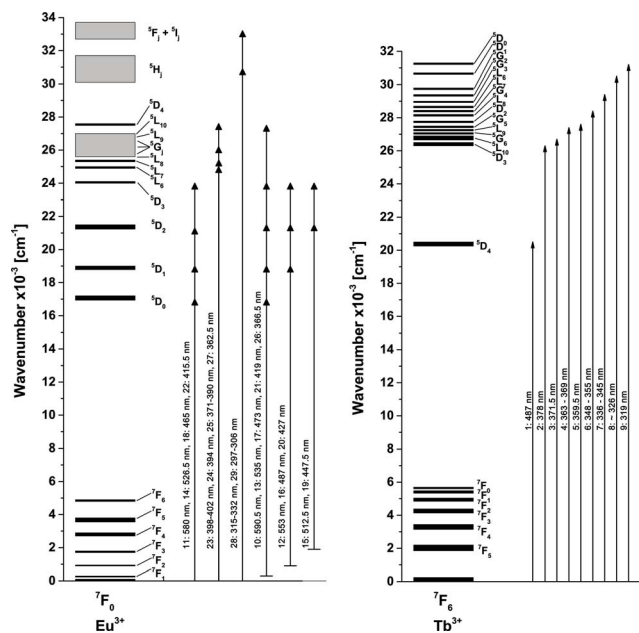 Wavenumber x10⁻³ [cm⁻¹]
34
32
30
28
26
24
22
20
18
16
14
12
10
8
6
4
2
0
⁵Fⱼ + ⁵Iⱼ
⁵Hⱼ
⁵D₄
⁵L₁₀
⁵L₉
⁵Gⱼ
⁵L₈
⁵L₇
⁵L₆
⁵D₃
⁵D₂
⁵D₁
⁵D₀
⁷F₆
⁷F₅
⁷F₄
⁷F₃
⁷F₂
⁷F₁
⁷F₀
Eu³⁺
11: 580 nm, 14: 526.5 nm, 18: 465 nm, 22: 415.5 nm
23: 398-402 nm, 24: 394 nm, 25: 371-390 nm, 27: 362.5 nm
28: 315-332 nm, 29: 297-306 nm
10: 590.5 nm, 13: 535 nm, 17: 473 nm, 21: 419 nm, 26: 366.5 nm
12: 553 nm, 16: 487 nm, 20: 427 nm
15: 512.5 nm, 19: 447.5 nm
Wavenumber x10⁻³ [cm⁻¹]
32
30
28
26
24
22
20
18
16
14
12
10
8
6
4
2
0
⁵D₀
⁵D₁
⁵G₂
⁵G₃
⁵L₆
⁵L₇
⁵G₄
⁵L₈
⁵D₂
⁵G₅
⁵L₉
⁵G₆
⁵L₁₀
⁵D₃
⁵D₄
⁷F₀
⁷F₁
⁷F₂
⁷F₃
⁷F₄
⁷F₅
⁷F₆
Tb³⁺
1: 487 nm
2: 378 nm
3: 371.5 nm
4: 363 - 369 nm
5: 359.5 nm
6: 348 - 355 nm
7: 336 - 345 nm
8: ~ 326 nm
9: 319 nm